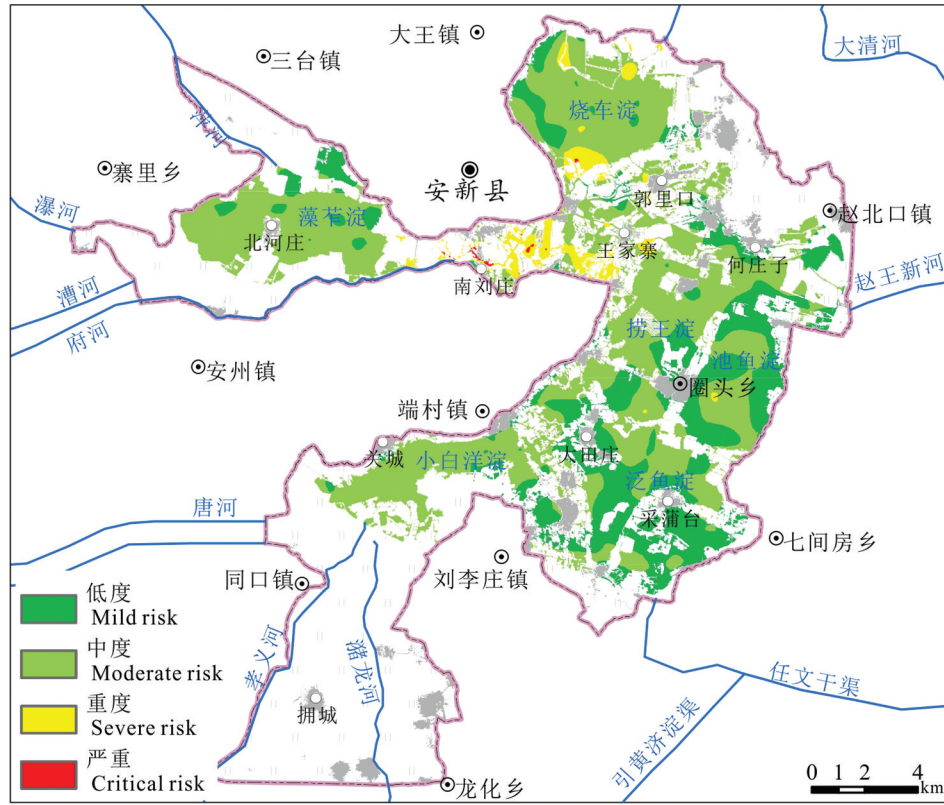 大王镇
大清河
三台镇
烧车淀
萍河
寨里乡
安新县
郭里口
瀑河
藻苲淀
赵北口镇
北河庄
王家寨
何庄子
南刘庄
赵王新河
漕河
府河
捞王淀
池鱼淀
安州镇
圈头乡
端村镇
关城
小白洋淀
大田庄
泛鱼淀
采蒲台
唐河
七间房乡
同口镇
刘李庄镇
低度
Mild risk
中度
Moderate risk
重度
Severe risk
严重
Critical risk
孝义河
潴龙河
任文干渠
拥城
引黄济淀渠
龙化乡
0 1 2 4
km